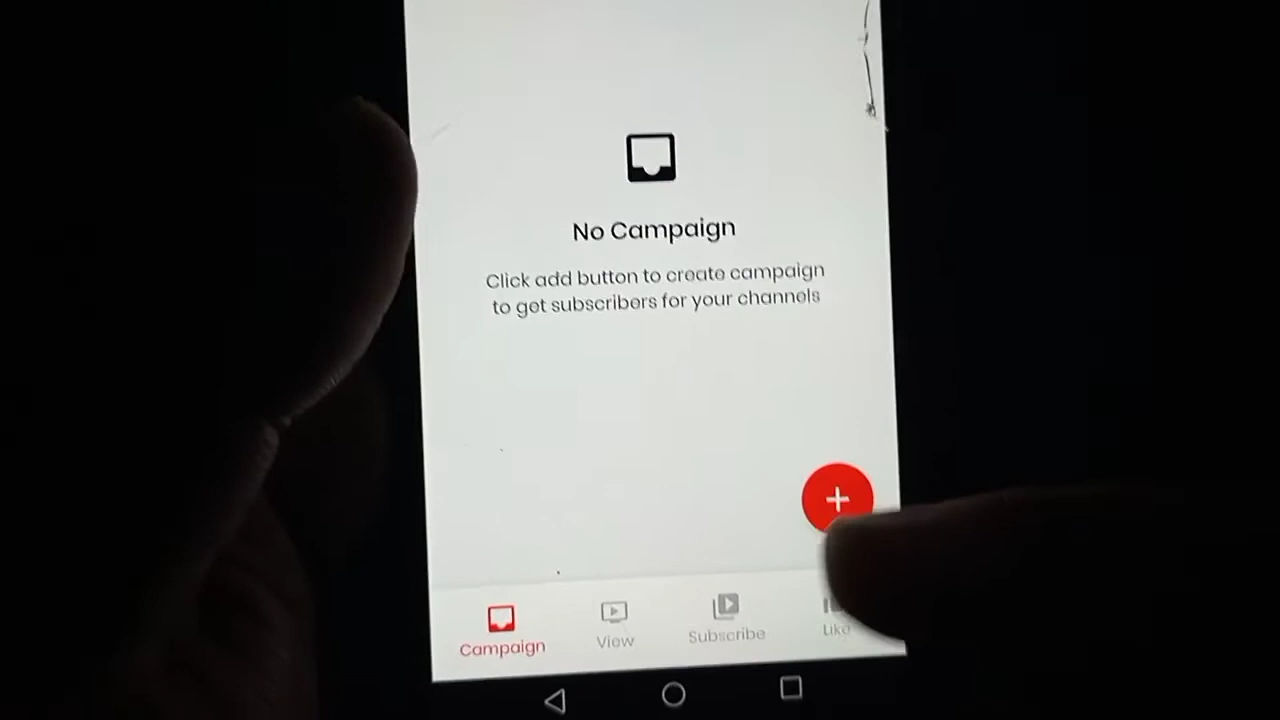 No Campaign
Click add button to create campaign
to get subscribers for your channels
Campaign
View
Subscribe
Like